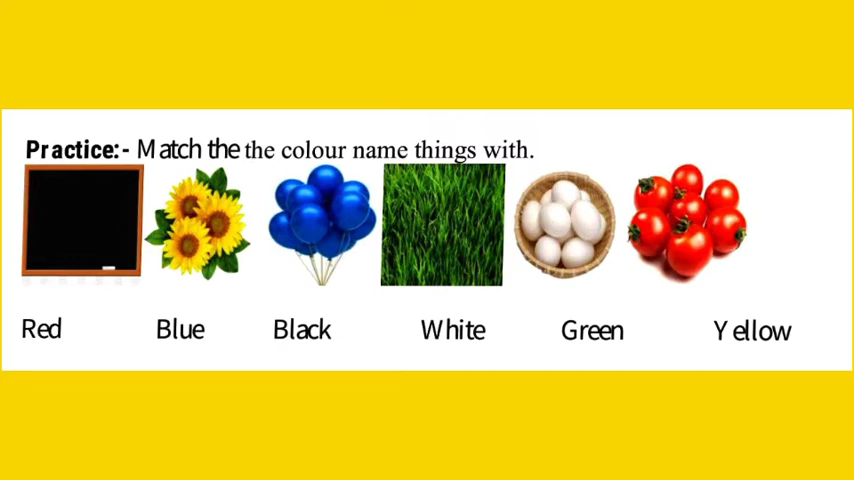 Practice:- Match the the colour name things with.
Red Blue Black White Green Yellow